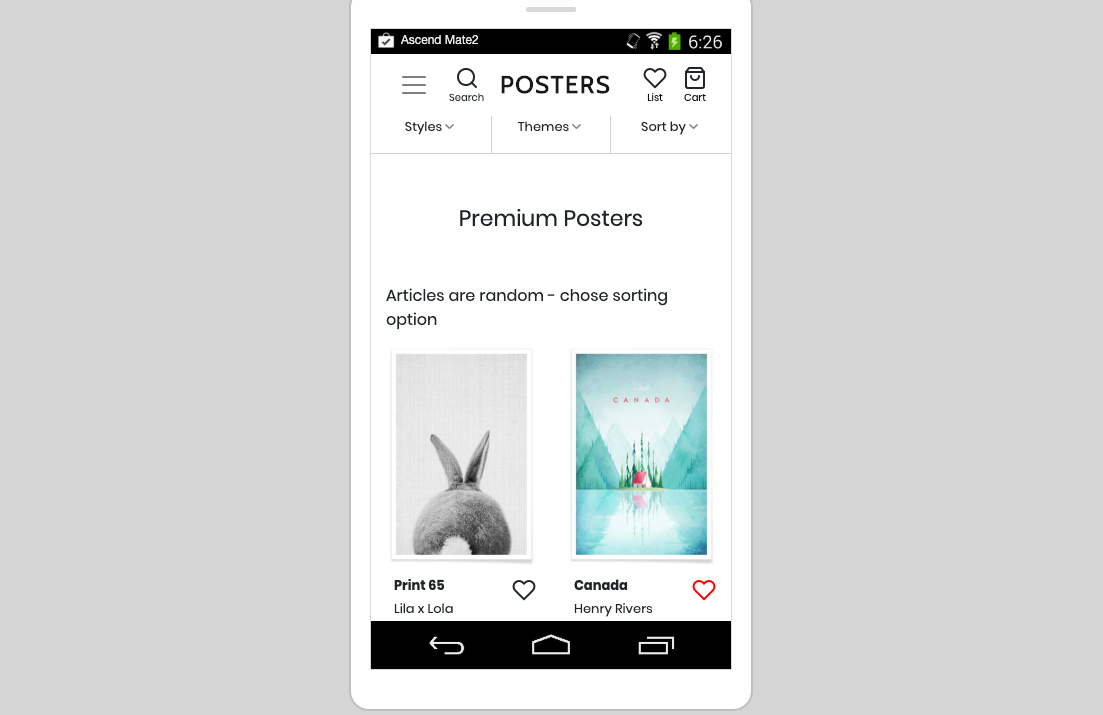 Ascend Mate2
6:26
Search
POSTERS
List
Cart
Styles
Themes
Sort by
Premium Posters
Articles are random - chose sorting
option
CANADA
Print 65
Lila x Lola
Canada
Henry Rivers